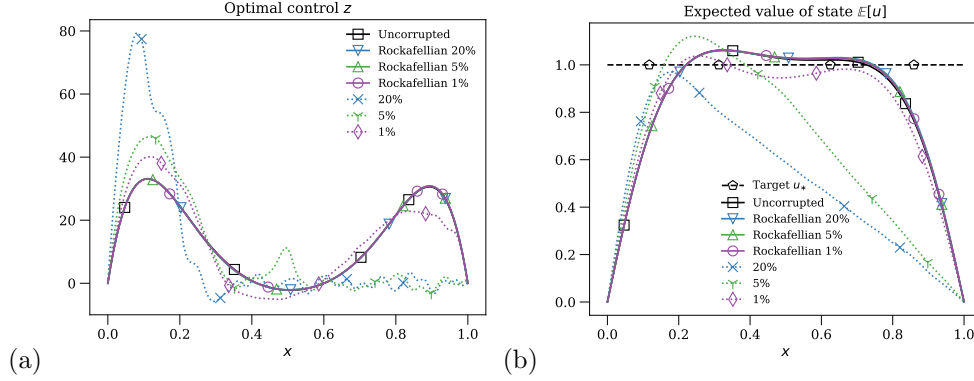 Optimal control z
80
60
40
20
0
0.0 0.2 0.4 0.6 0.8 1.0
x
Uncorrupted
Rockafellian 20%
Rockafellian 5%
Rockafellian 1%
20%
5%
1%
(a)
Expected value of state 𝔼[u]
1.0
0.8
0.6
0.4
0.2
0.0
0.0 0.2 0.4 0.6 0.8 1.0
x
Target u*
Uncorrupted
Rockafellian 20%
Rockafellian 5%
Rockafellian 1%
20%
5%
1%
(b)